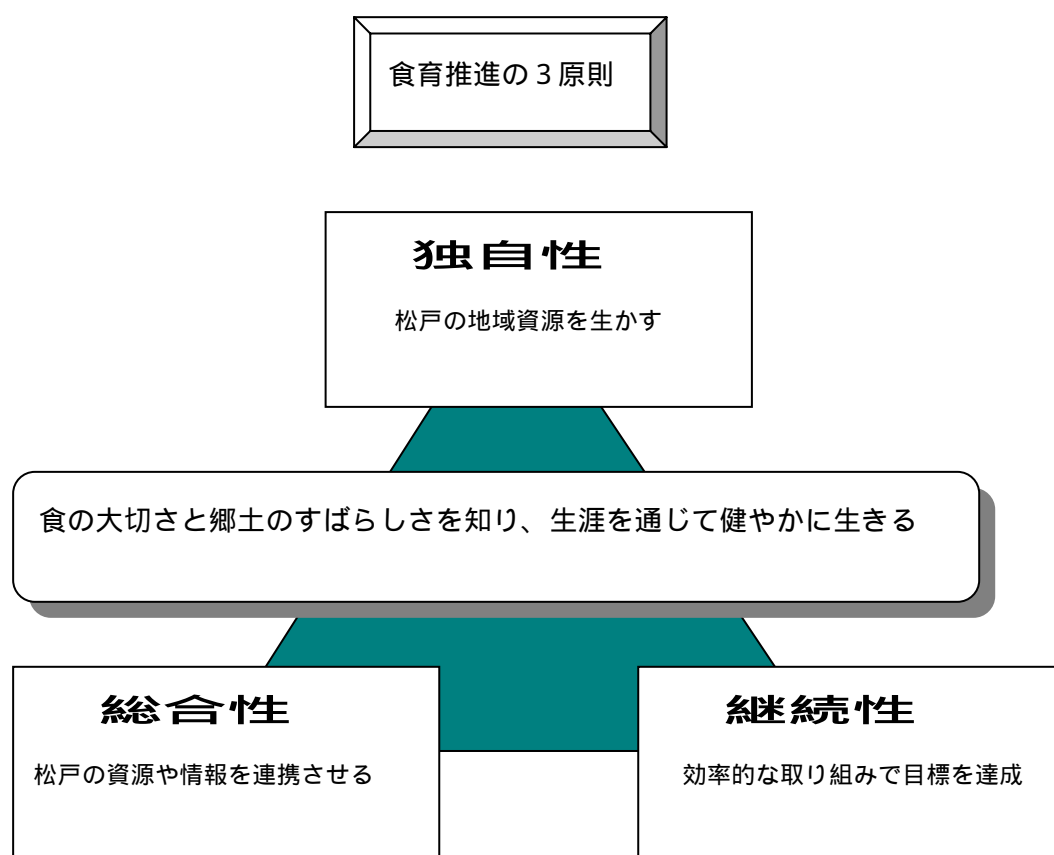 食育推進の３原則
独自性
松戸の地域資源を生かす
食の大切さと郷土のすばらしさを知り、生涯を通じて健やかに生きる
総合性
松戸の資源や情報を連携させる
継続性
効率的な取り組みで目標を達成